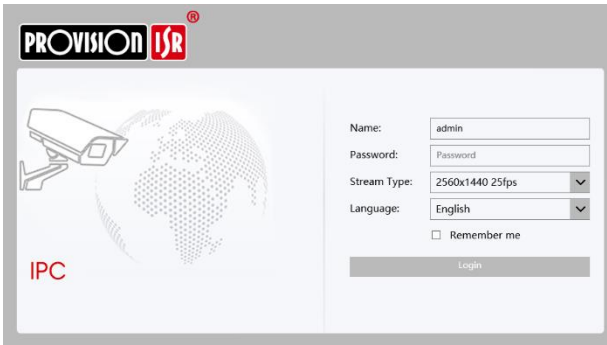 PROVISION ISR ®
Name: admin
Password: Password
Stream Type: 2560x1440 25fps
Language: English
Remember me
Login
IPC